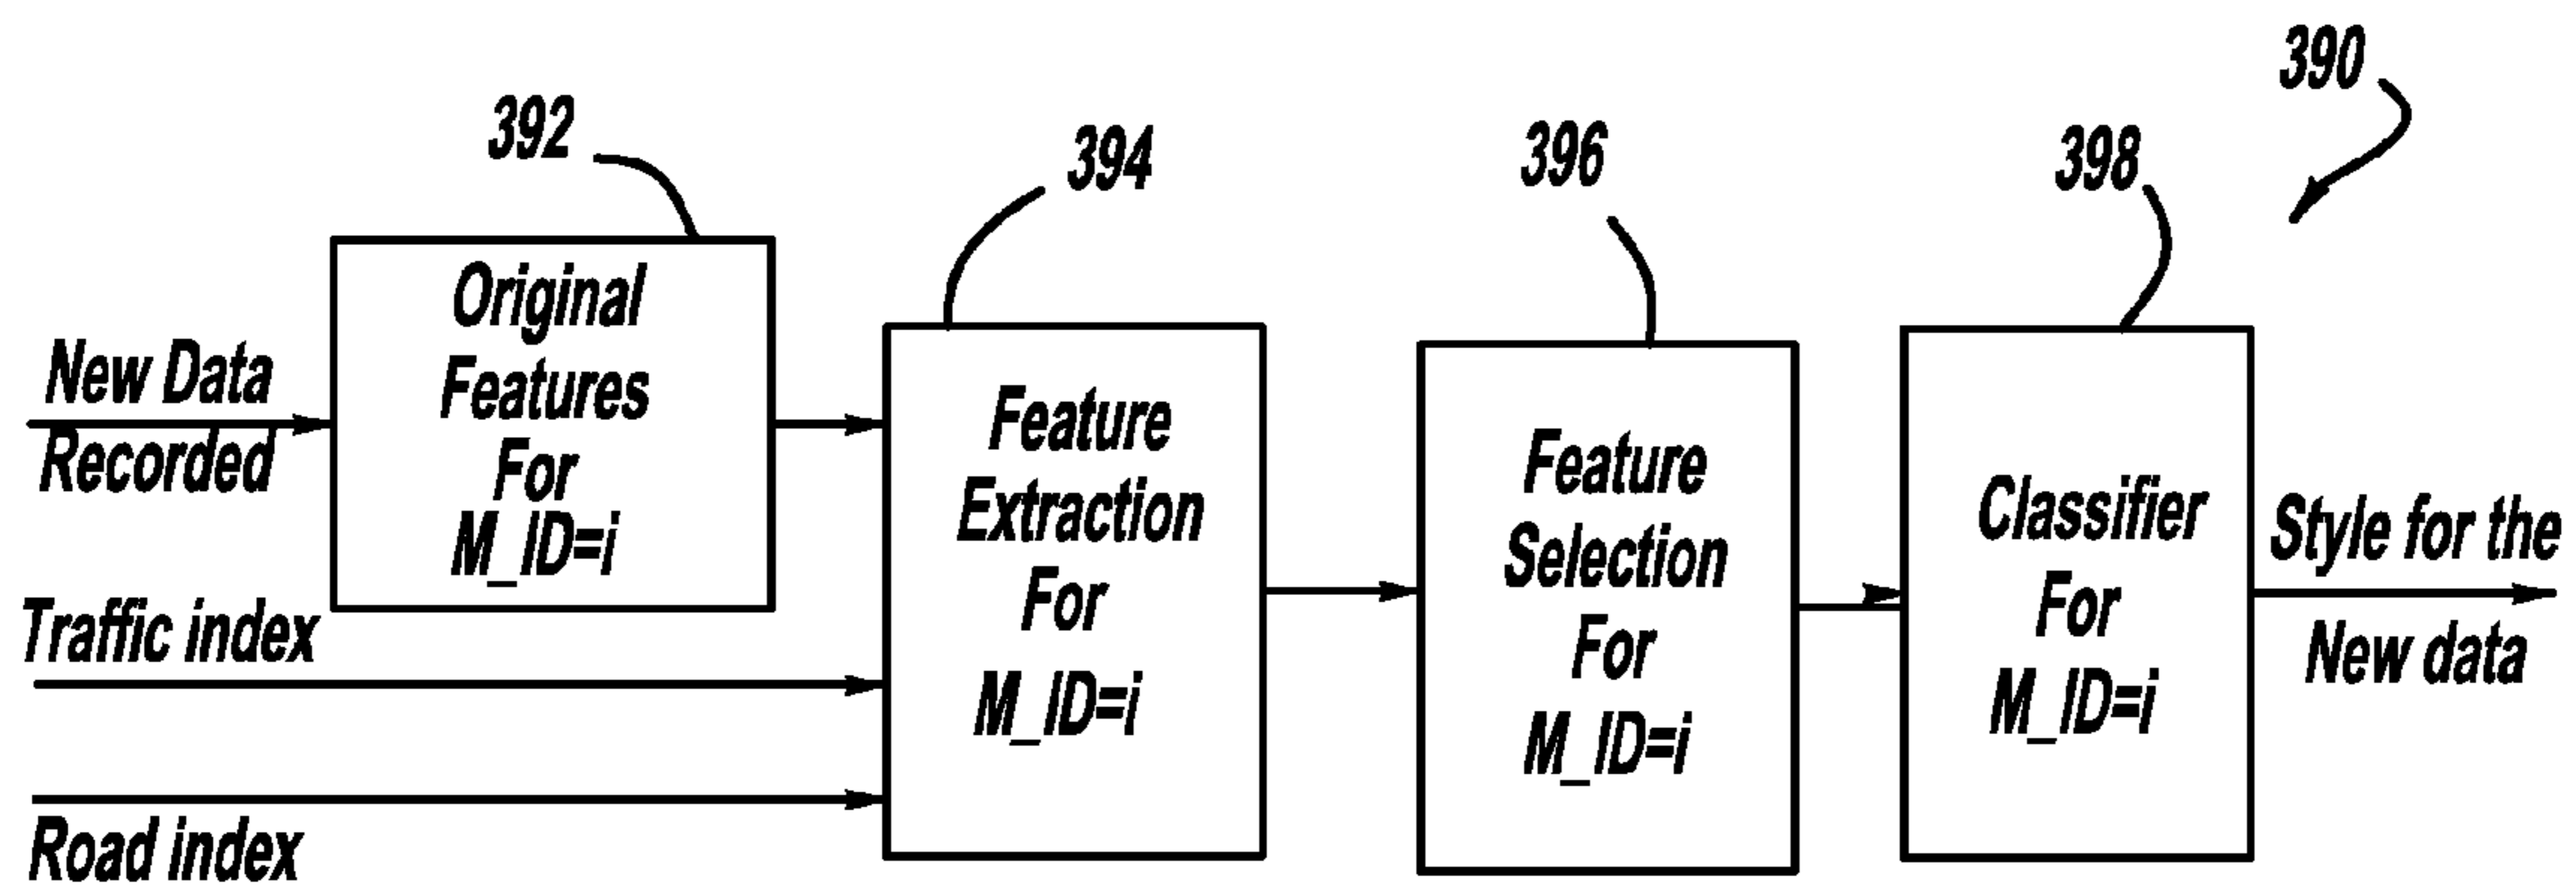 390
392
394
396
398
New Data
Recorded
Original
Features
For
M_ID=i
Traffic index
Road index
Feature
Extraction
For
M_ID=i
Feature
Selection
For
M_ID=i
Classifier
For
M_ID=i
Style for the
New data